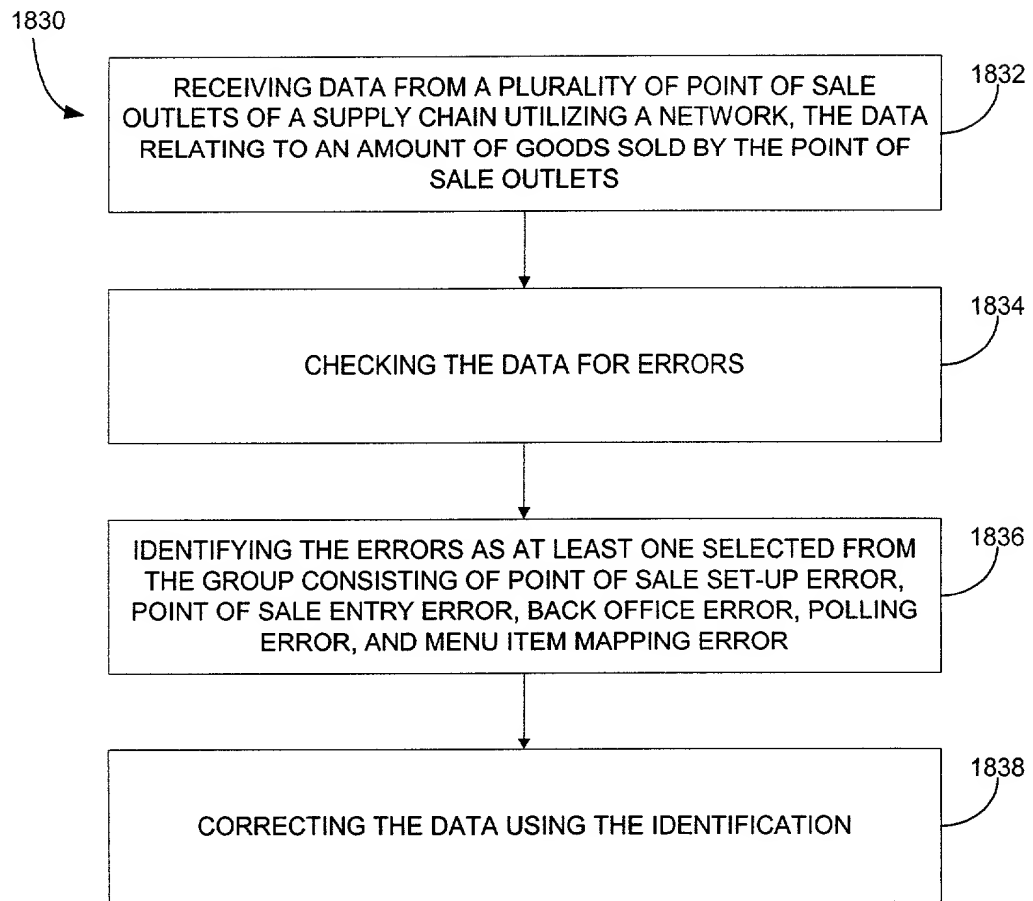 1830
1832
RECEIVING DATA FROM A PLURALITY OF POINT OF SALE
OUTLETS OF A SUPPLY CHAIN UTILIZING A NETWORK, THE DATA
RELATING TO AN AMOUNT OF GOODS SOLD BY THE POINT OF
SALE OUTLETS
1834
CHECKING THE DATA FOR ERRORS
1836
IDENTIFYING THE ERRORS AS AT LEAST ONE SELECTED FROM
THE GROUP CONSISTING OF POINT OF SALE SET-UP ERROR,
POINT OF SALE ENTRY ERROR, BACK OFFICE ERROR, POLLING
ERROR, AND MENU ITEM MAPPING ERROR
1838
CORRECTING THE DATA USING THE IDENTIFICATION